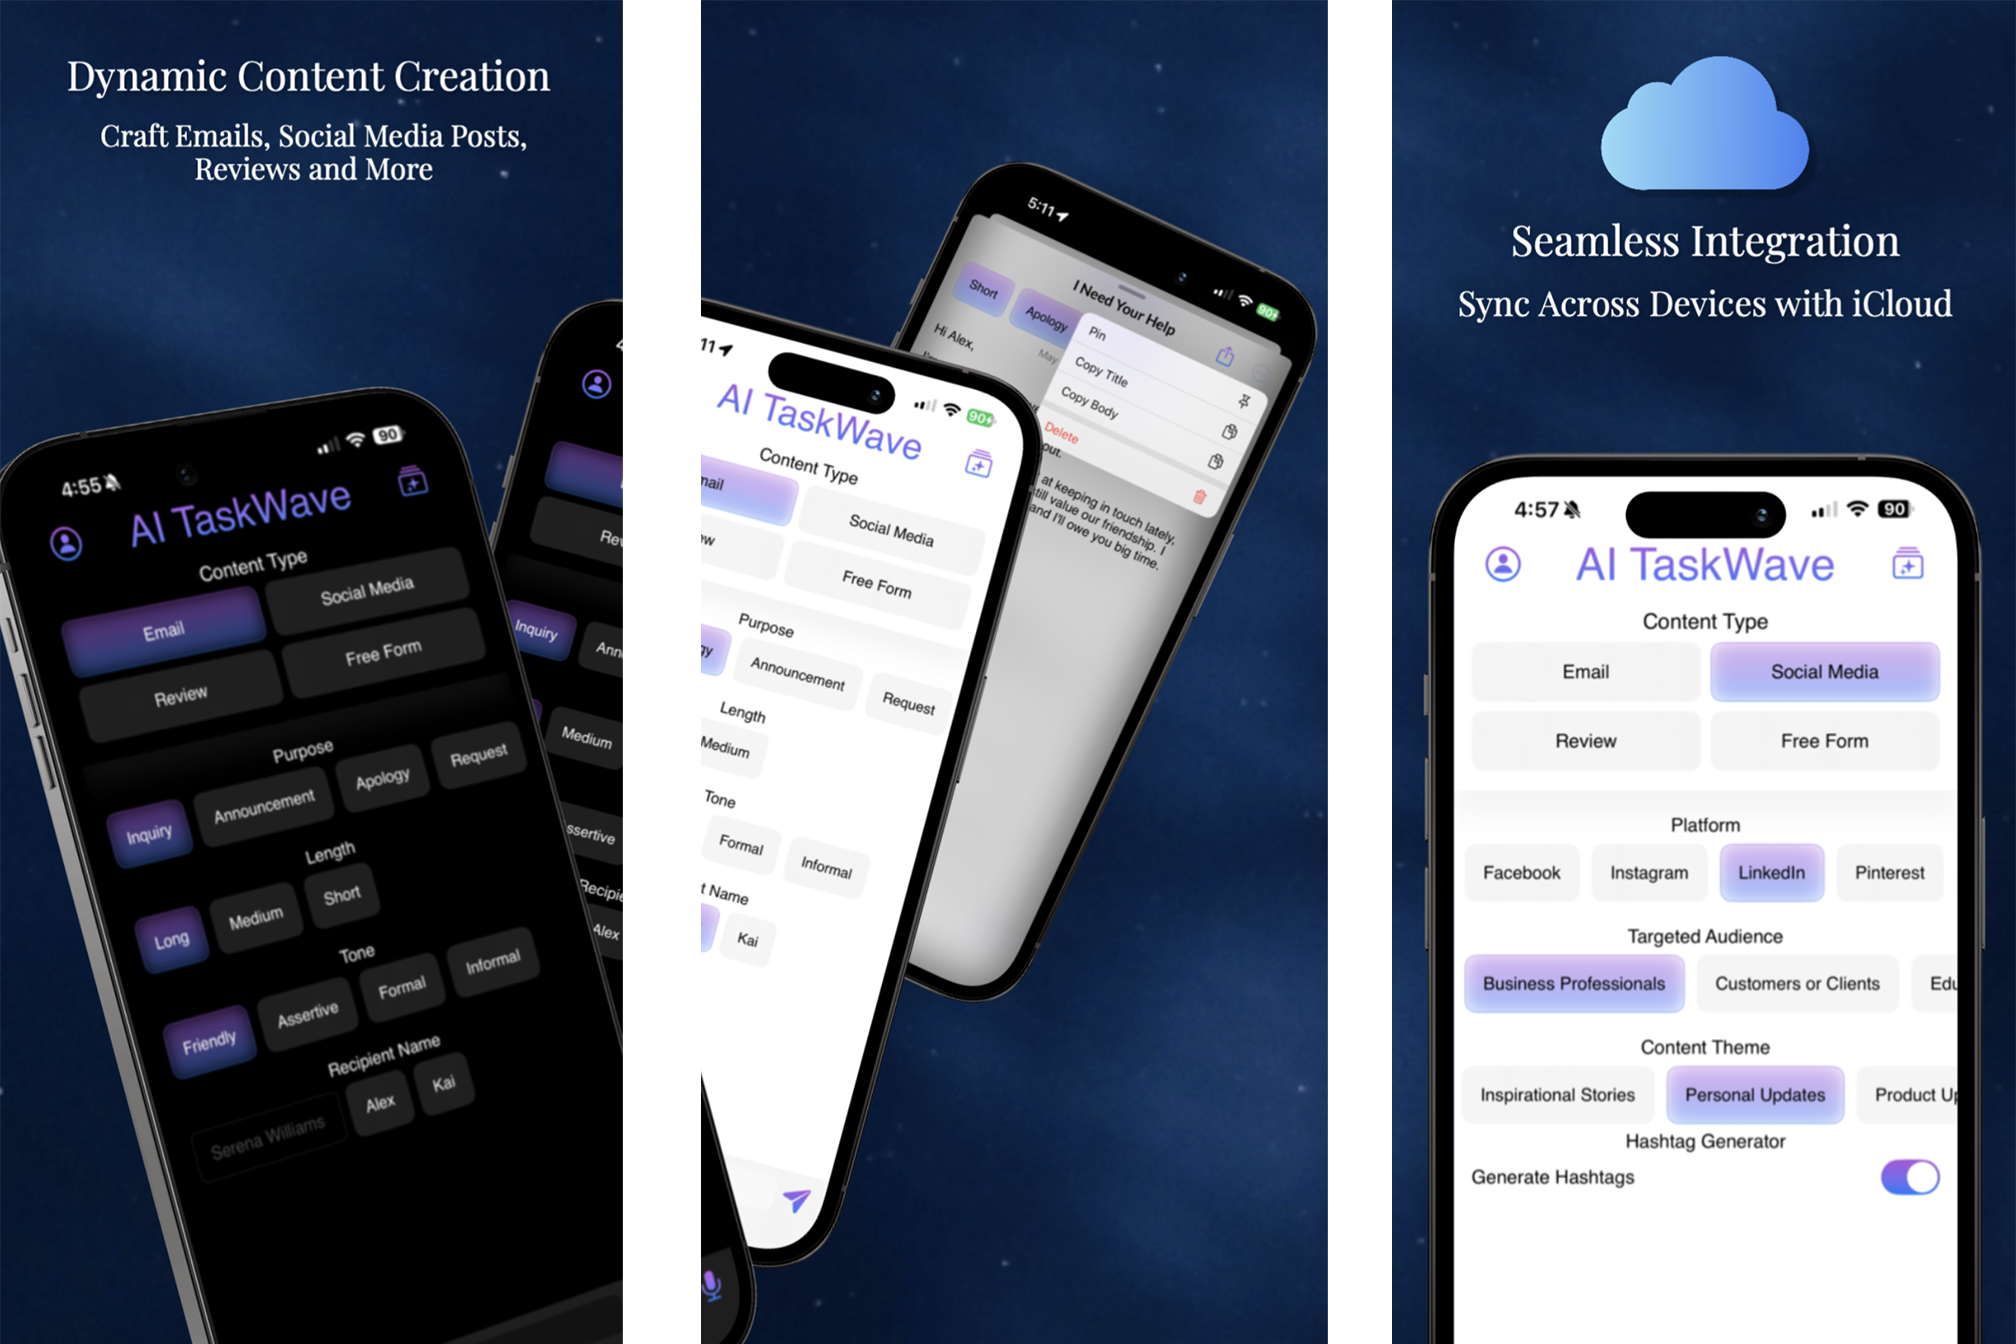 Dynamic Content Creation
Craft Emails, Social Media Posts,
Reviews and More
4:55
90
AI TaskWave
Content Type
Email
Social Media
Review
Free Form
Purpose
Inquiry
Announcement
Apology
Request
Length
Long
Medium
Short
Tone
Friendly
Assertive
Formal
Informal
Recipient Name
Serena Williams
Alex
Kai
Inquiry
Medium
Alex
5:11
90
Short
Apology
I Need Your Help
Hi Alex,
May
Pin
Copy Title
Copy Body
Delete
out.
at keeping in touch lately,
still value our friendship. I
and I'll owe you big time.
11
90
AI TaskWave
Content Type
Social Media
Free Form
Purpose
Announcement
Request
Length
Medium
Tone
Formal
Informal
Name
Kai
Seamless Integration
Sync Across Devices with iCloud
4:57
90
AI TaskWave
Content Type
Email
Social Media
Review
Free Form
Platform
Facebook
Instagram
LinkedIn
Pinterest
Targeted Audience
Business Professionals
Customers or Clients
Edu
Content Theme
Inspirational Stories
Personal Updates
Product Up
Hashtag Generator
Generate Hashtags